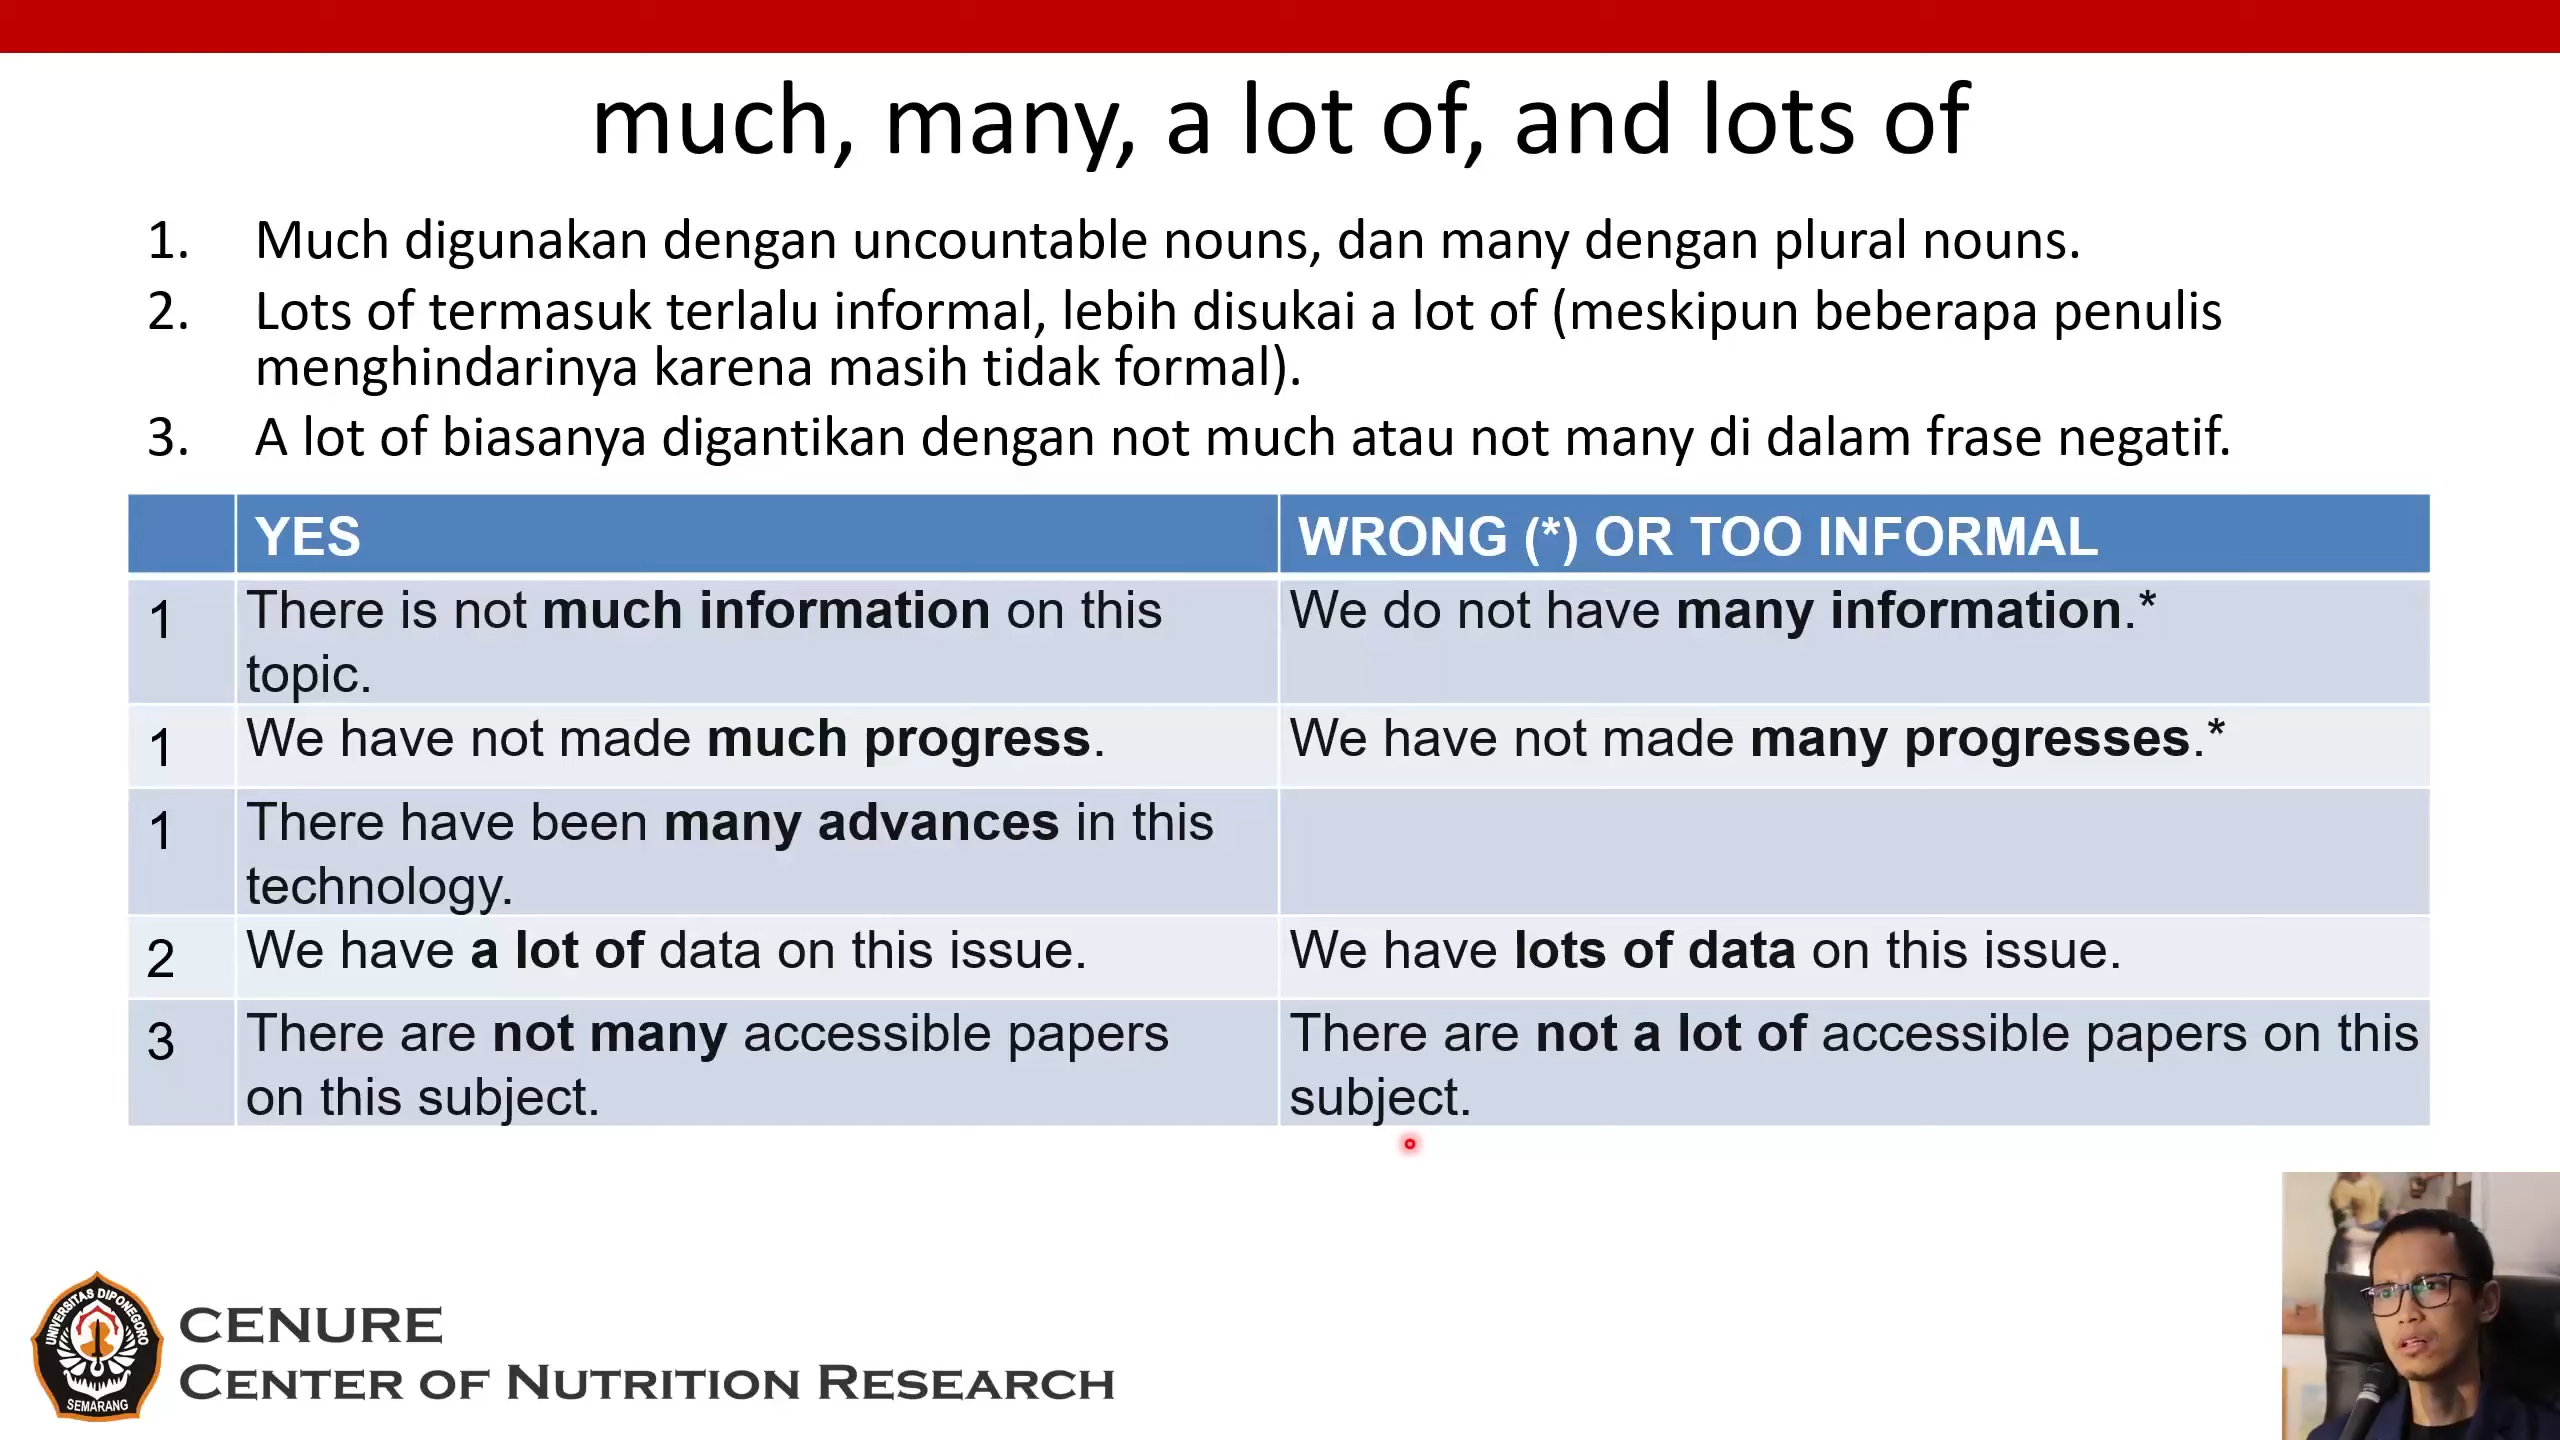 much, many, a lot of, and lots of
1. Much digunakan dengan uncountable nouns, dan many dengan plural nouns.
2. Lots of termasuk terlalu informal, lebih disukai a lot of (meskipun beberapa penulis
menghindarinya karena masih tidak formal).
3. A lot of biasanya digantikan dengan not much atau not many di dalam frase negatif.
YES
WRONG (*) OR TOO INFORMAL
1
There is not much information on this
topic.
We do not have many information.*
1
We have not made much progress.
We have not made many progresses.*
1
There have been many advances in this
technology.
2
We have a lot of data on this issue.
We have lots of data on this issue.
3
There are not many accessible papers
on this subject.
There are not a lot of accessible papers on this
subject.
UNIVERSITAS DIPONEGORO
SEMARANG
CENURE
CENTER OF NUTRITION RESEARCH